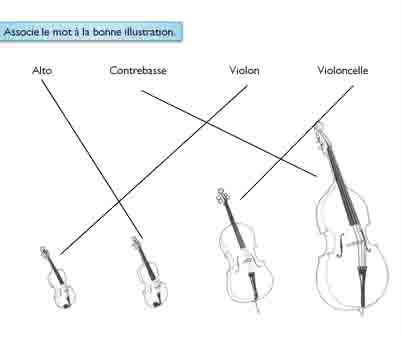 Associe le mot à la bonne illustration.
Alto Contrebasse Violon Violoncelle